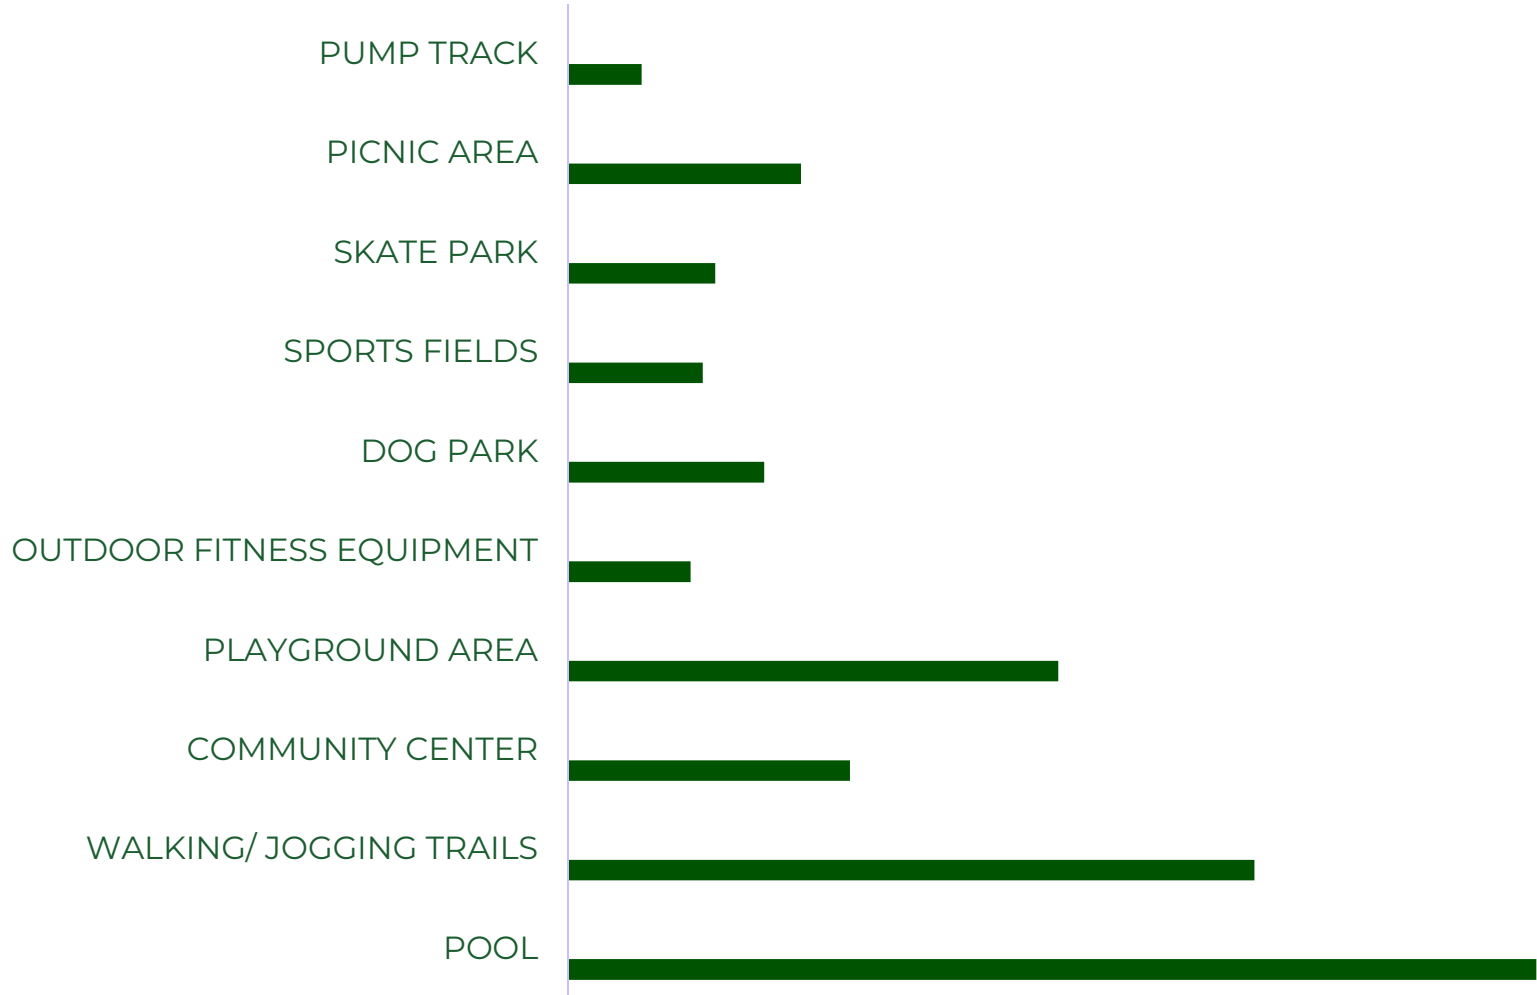 PUMP TRACK
PICNIC AREA
SKATE PARK
SPORTS FIELDS
DOG PARK
OUTDOOR FITNESS EQUIPMENT
PLAYGROUND AREA
COMMUNITY CENTER
WALKING/ JOGGING TRAILS
POOL